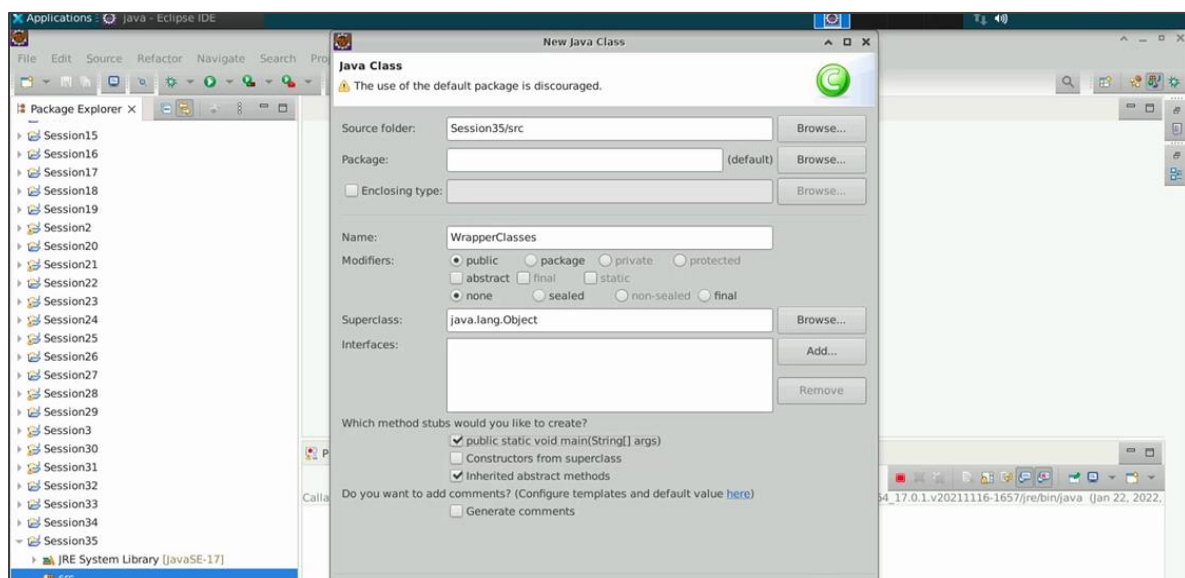 Applications : java - Eclipse IDE
New Java Class
File Edit Source Refactor Navigate Search Pro
Java Class
The use of the default package is discouraged.
Package Explorer
Source folder: Session35/src Browse...
Package: (default) Browse...
Enclosing type: Browse...
Name: WrapperClasses
Modifiers: public package private protected
abstract final static
none sealed non-sealed final
Superclass: java.lang.Object Browse...
Interfaces: Add...
Remove
Which method stubs would you like to create?
public static void main(String[] args)
Constructors from superclass
Inherited abstract methods
Do you want to add comments? (Configure templates and default value here)
Generate comments
Session15
Session16
Session17
Session18
Session19
Session2
Session20
Session21
Session22
Session23
Session24
Session25
Session26
Session27
Session28
Session29
Session3
Session30
Session31
Session32
Session33
Session34
Session35
JRE System Library [JavaSE-17]
src
P
Calla
64_17.0.1.v20211116-1657/jre/bin/java (Jan 22, 2022,